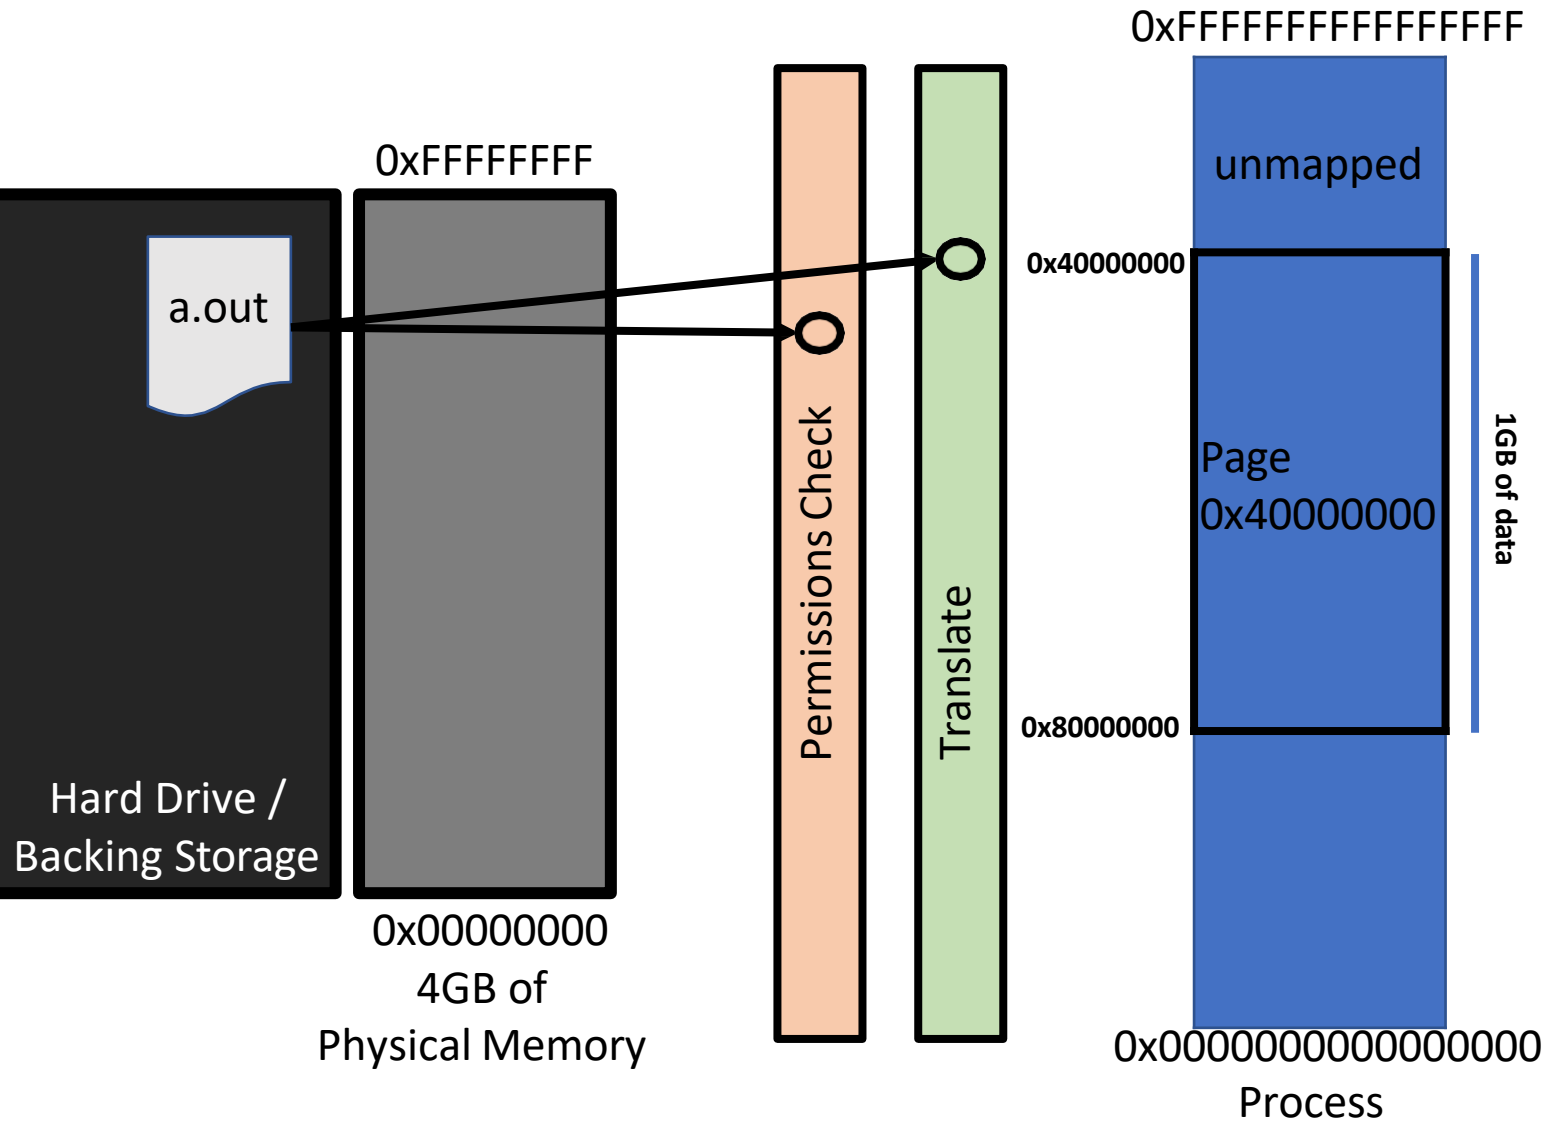 0xFFFFFFFFFFFFFFFF
0xFFFFFFFF
unmapped
a.out
0x40000000
Page
0x40000000
1GB of data
Permissions Check
Translate
0x80000000
Hard Drive /
Backing Storage
0x00000000
4GB of
Physical Memory
0x0000000000000000
Process